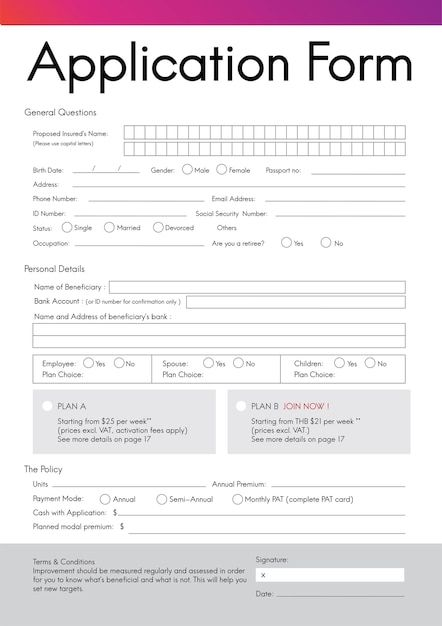 Application Form
General Questions
Proposed Insured's Name:
(Please use capital letters)
Birth Date: / / Gender: Male Female Passport no:
Address:
Phone Number: Email Address:
ID Number: Social Security Number:
Status: Single Married Devorced Others
Occupation: Are you a retiree? Yes No
Personal Details
Name of Beneficiary :
Bank Account : (or ID number for confirmation only )
Name and Address of beneficiary's bank :
Employee: Yes No Spouse: Yes No Children: Yes No
Plan Choice: Plan Choice: Plan Choice:
PLAN A
Starting from $25 per week**
(prices excl. VAT, activation fees apply)
See more details on page 17
PLAN B JOIN NOW !
Starting from THB $21 per week **
(prices excl. VAT.)
See more details on page 17
The Policy
Units Annual Premium:
Payment Mode: Annual Semi-Annual Monthly PAT (complete PAT card)
Cash with Application: $
Planned modal premium: $
Terms & Conditions
Improvement should be measured regularly and assessed in order
for you to know what's beneficial and what is not. This will help you
set new targets.
Signature:
x
Date: